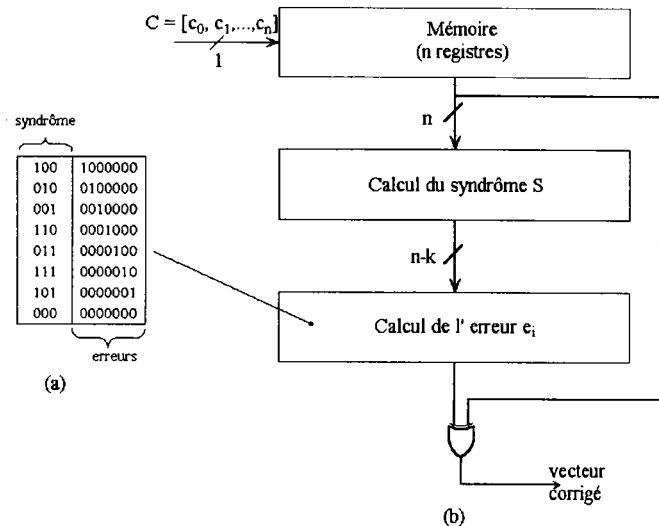 C = [c₀, c₁,...,cₙ]
1
Mémoire
(n registres)
n
syndrôme
100 1000000
010 0100000
001 0010000
110 0001000
011 0000100
111 0000010
101 0000001
000 0000000
erreurs
(a)
Calcul du syndrôme S
n-k
Calcul de l' erreur eᵢ
vecteur
corrigé
(b)